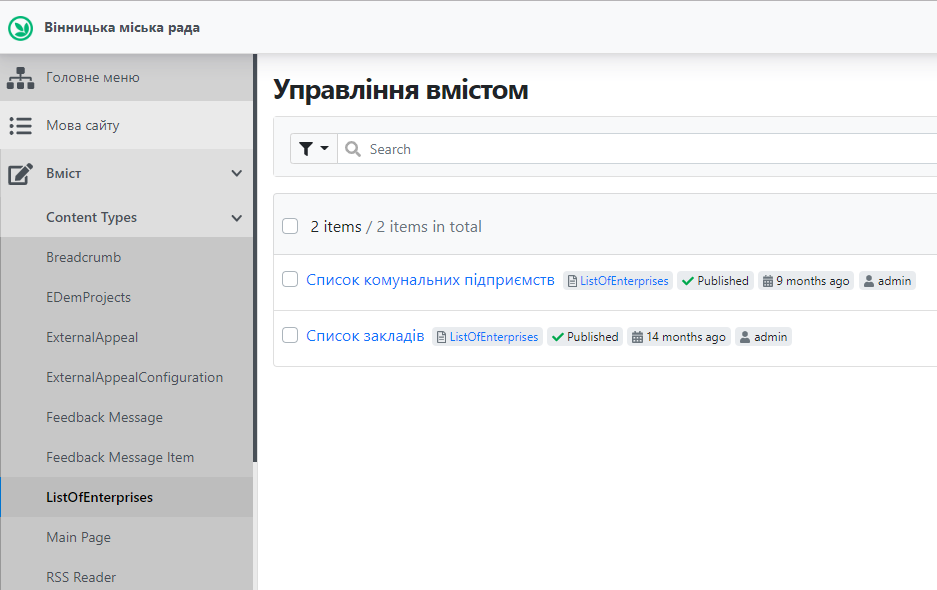 Вінницька міська рада
Головне меню
Мова сайту
Вміст
Content Types
Breadcrumb
EDemProjects
ExternalAppeal
ExternalAppealConfiguration
Feedback Message
Feedback Message Item
ListOfEnterprises
Main Page
RSS Reader
Управління вмістом
Search
2 items / 2 items in total
Список комунальних підприємств ListOfEnterprises Published 9 months ago admin
Список закладів ListOfEnterprises Published 14 months ago admin